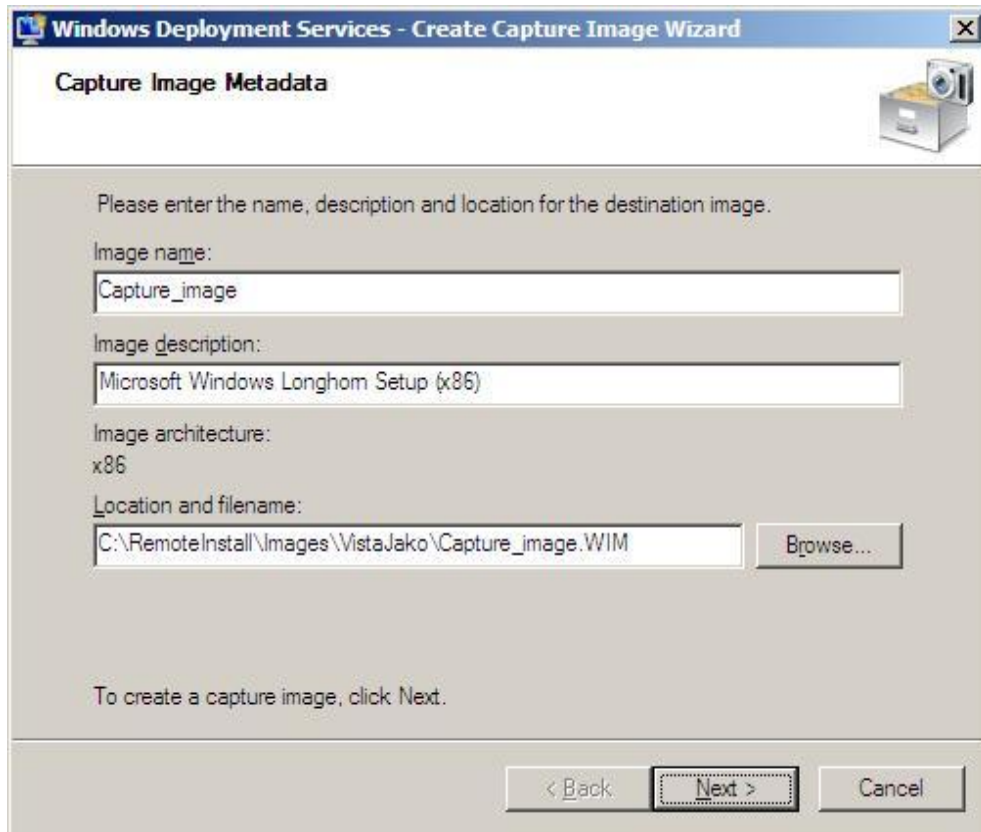 Windows Deployment Services - Create Capture Image Wizard
Capture Image Metadata
Please enter the name, description and location for the destination image.
Image name:
Capture_image
Image description:
Microsoft Windows Longhorn Setup (x86)
Image architecture:
x86
Location and filename:
C:\RemoteInstall\Images\VistaJako\Capture_image.WIM
Browse...
To create a capture image, click Next.
< Back Next > Cancel